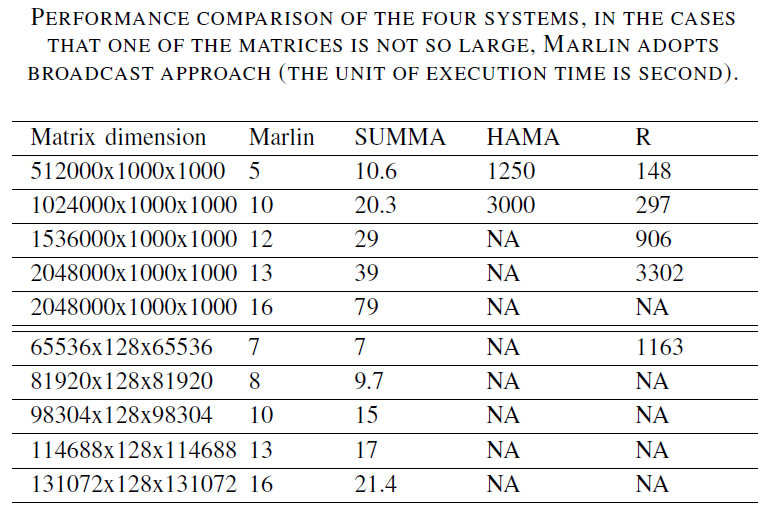 PERFORMANCE COMPARISON OF THE FOUR SYSTEMS, IN THE CASES
THAT ONE OF THE MATRICES IS NOT SO LARGE, MARLIN ADOPTS
BROADCAST APPROACH (THE UNIT OF EXECUTION TIME IS SECOND).
Matrix dimension Marlin SUMMA HAMA R
512000x1000x1000 5 10.6 1250 148
1024000x1000x1000 10 20.3 3000 297
1536000x1000x1000 12 29 NA 906
2048000x1000x1000 13 39 NA 3302
2048000x1000x1000 16 79 NA NA
65536x128x65536 7 7 NA 1163
81920x128x81920 8 9.7 NA NA
98304x128x98304 10 15 NA NA
114688x128x114688 13 17 NA NA
131072x128x131072 16 21.4 NA NA